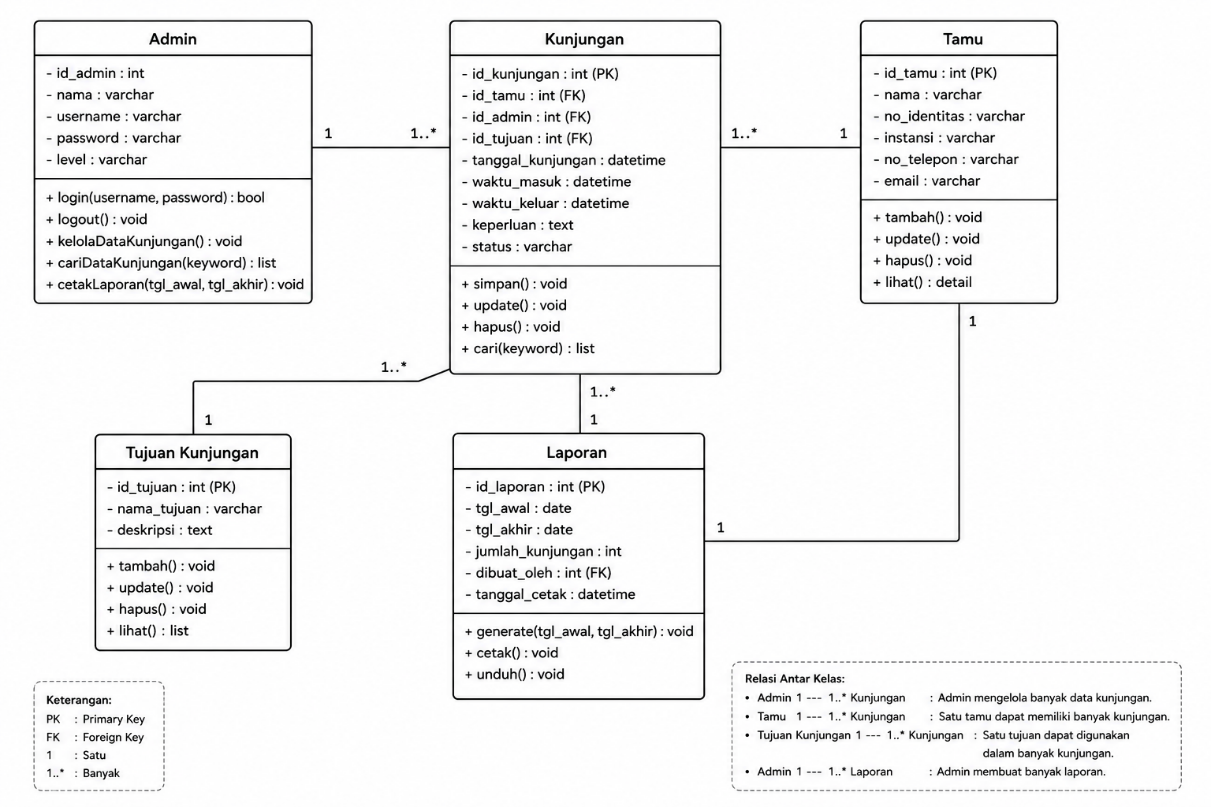 Admin
- id_admin : int
- nama : varchar
- username : varchar
- password : varchar
- level : varchar
+ login(username, password) : bool
+ logout() : void
+ kelolaDataKunjungan() : void
+ cariDataKunjungan(keyword) : list
+ cetakLaporan(tgl_awal, tgl_akhir) : void
1
1..*
Kunjungan
- id_kunjungan : int (PK)
- id_tamu : int (FK)
- id_admin : int (FK)
- id_tujuan : int (FK)
- tanggal_kunjungan : datetime
- waktu_masuk : datetime
- waktu_keluar : datetime
- keperluan : text
- status : varchar
+ simpan() : void
+ update() : void
+ hapus() : void
+ cari(keyword) : list
1..*
1
Tamu
- id_tamu : int (PK)
- nama : varchar
- no_identitas : varchar
- instansi : varchar
- no_telepon : varchar
- email : varchar
+ tambah() : void
+ update() : void
+ hapus() : void
+ lihat() : detail
1
1..*
1
1..*
1
Tujuan Kunjungan
- id_tujuan : int (PK)
- nama_tujuan : varchar
- deskripsi : text
+ tambah() : void
+ update() : void
+ hapus() : void
+ lihat() : list
Laporan
- id_laporan : int (PK)
- tgl_awal : date
- tgl_akhir : date
- jumlah_kunjungan : int
- dibuat_oleh : int (FK)
- tanggal_cetak : datetime
+ generate(tgl_awal, tgl_akhir) : void
+ cetak() : void
+ unduh() : void
1
Keterangan:
PK : Primary Key
FK : Foreign Key
1 : Satu
1..* : Banyak
Relasi Antar Kelas:
• Admin 1 --- 1..* Kunjungan : Admin mengelola banyak data kunjungan.
• Tamu 1 --- 1..* Kunjungan : Satu tamu dapat memiliki banyak kunjungan.
• Tujuan Kunjungan 1 --- 1..* Kunjungan : Satu tujuan dapat digunakan
dalam banyak kunjungan.
• Admin 1 --- 1..* Laporan : Admin membuat banyak laporan.